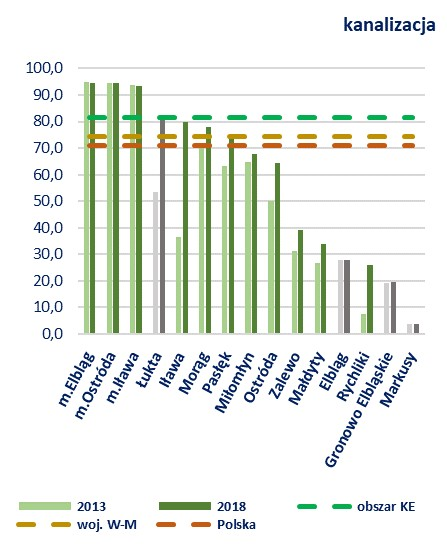 kanalizacja
100,0
90,0
80,0
70,0
60,0
50,0
40,0
30,0
20,0
10,0
0,0
m.Elbląg
m.Ostróda
m.Iława
Łukta
Iława
Morąg
Pasłęk
Miłomłyn
Ostróda
Zalewo
Małdyty
Elbląg
Rychliki
Gronowo Elbląskie
Markusy
2013 2018 obszar KE
woj. W-M Polska